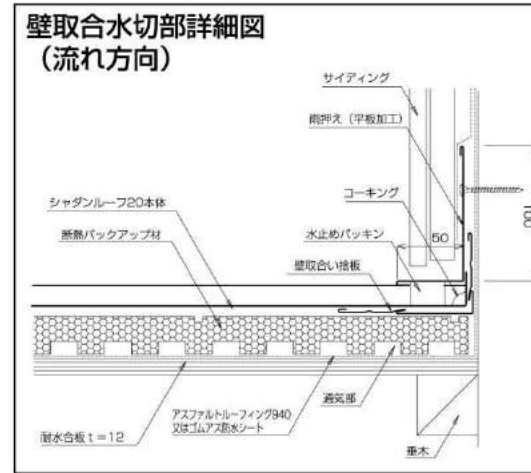 壁取合水切部詳細図
（流れ方向）
サイディング
雨押え（平板加工）
コーキング
シャダンルーフ20本体
断熱バックアップ材
水止めパッキン
50
100
壁取合い捨板
アスファルトルーフィング940
又はゴムアス防水シート
通気部
耐水合板t＝12
垂木